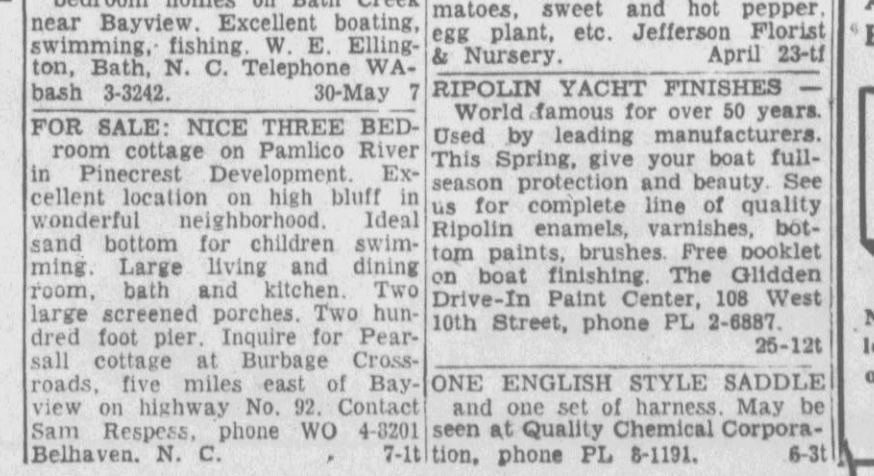 bedroom homes on Bath Creek
near Bayview. Excellent boating,
swimming, fishing. W. E. Elling-
ton, Bath, N. C. Telephone WA-
bash 3-3242. 30-May 7
FOR SALE: NICE THREE BED-
room cottage on Pamlico River
in Pinecrest Development. Ex-
cellent location on high bluff in
wonderful neighborhood. Ideal
sand bottom for children swim-
ming. Large living and dining
room, bath and kitchen. Two
large screened porches. Two hun-
dred foot pier. Inquire for Pear-
sall cottage at Burbage Cross-
roads, five miles east of Bay-
view on highway No. 92. Contact
Sam Respess, phone WO 4-3201
Belhaven. N. C. 7-1t
matoes, sweet and hot pepper,
egg plant, etc. Jefferson Florist
& Nursery. April 23-tf
RIPOLIN YACHT FINISHES —
World famous for over 50 years.
Used by leading manufacturers.
This Spring, give your boat full-
season protection and beauty. See
us for complete line of quality
Ripolin enamels, varnishes, bot-
tom paints, brushes. Free booklet
on boat finishing. The Glidden
Drive-In Paint Center, 108 West
10th Street, phone PL 2-6887.
25-12t
ONE ENGLISH STYLE SADDLE
and one set of harness. May be
seen at Quality Chemical Corpora-
tion, phone PL 8-1191. 6-3t